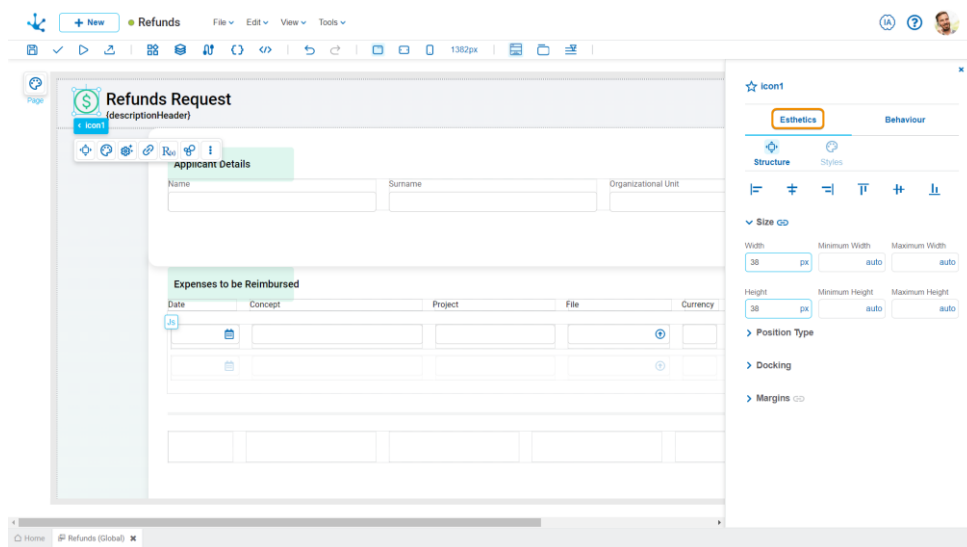 + New
Refunds
File
Edit
View
Tools
IA
?
1382px
Page
Refunds Request
{descriptionHeader}
icon1
Applicant Details
Name
Surname
Organizational Unit
Expenses to be Reimbursed
Date
Concept
Project
File
Currency
Js
icon1
Esthetics
Behaviour
Structure
Styles
Size
Width
Minimum Width
Maximum Width
38 px
auto
auto
Height
Minimum Height
Maximum Height
38 px
auto
auto
Position Type
Docking
Margins
Home
Refunds (Global)